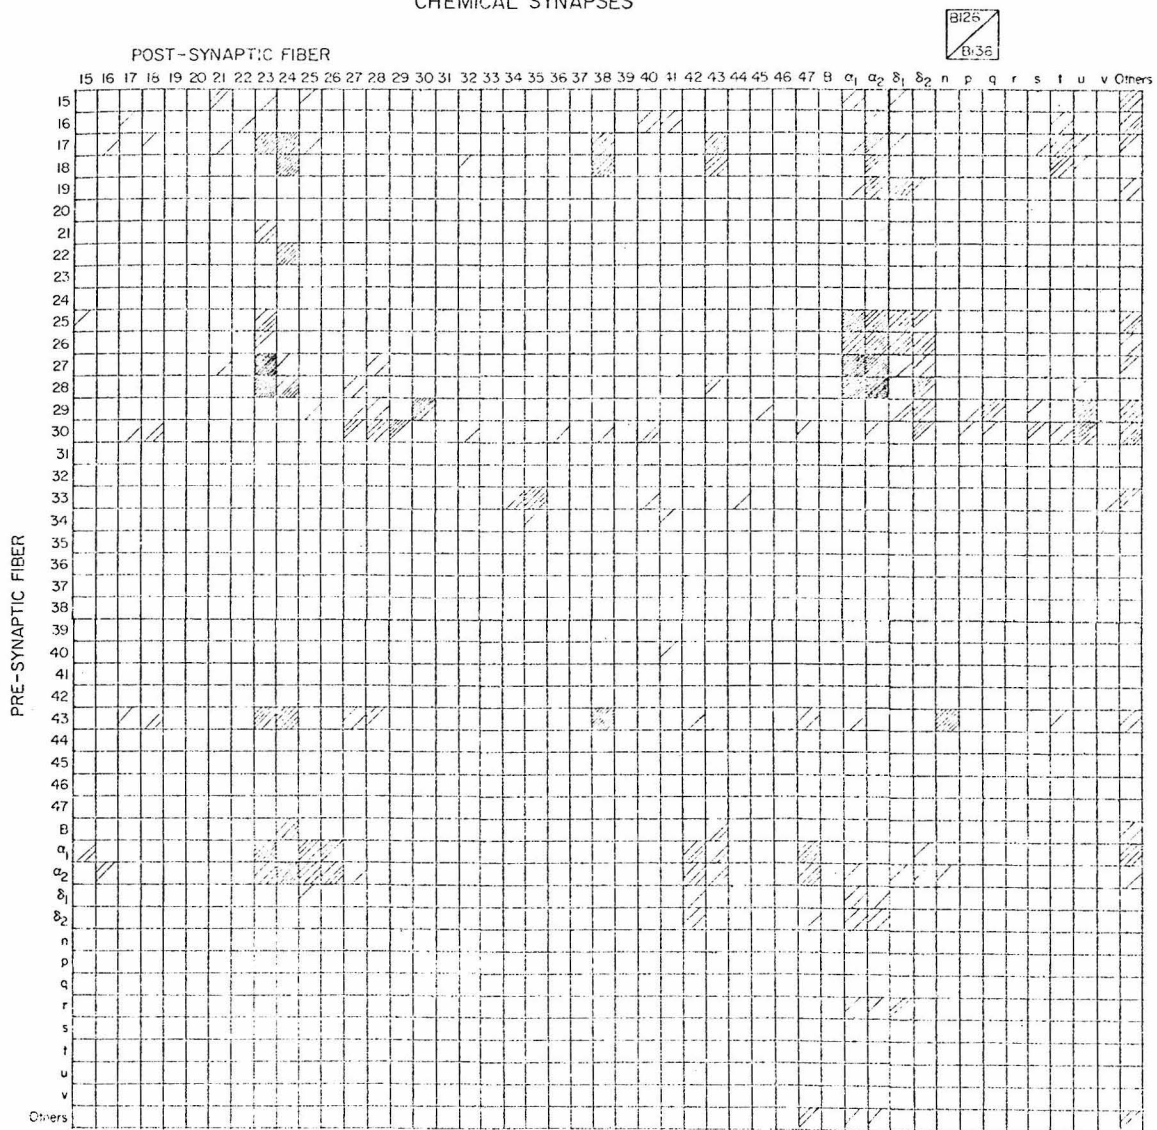 CHEMICAL SYNAPSES
B126
B136
POST-SYNAPTIC FIBER
15 16 17 18 19 20 21 22 23 24 25 26 27 28 29 30 31 32 33 34 35 36 37 38 39 40 41 42 43 44 45 46 47 B α1 α2 δ1 δ2 n p q r s t u v Others
15
16
17
18
19
20
21
22
23
24
25
26
27
28
29
30
31
32
33
34
35
36
37
38
39
40
41
42
43
44
45
46
47
B
α1
α2
δ1
δ2
n
p
q
r
s
t
u
v
Others
PRE-SYNAPTIC FIBER